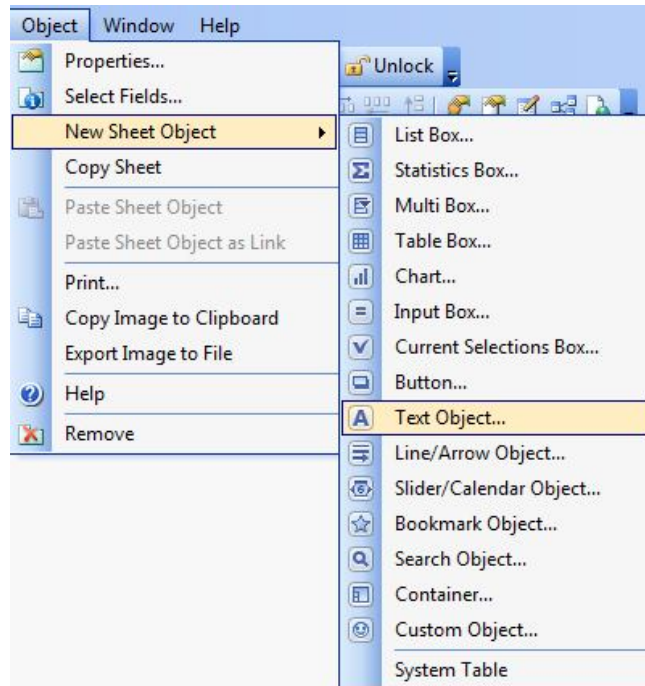 Object Window Help
Unlock
Properties...
Select Fields...
New Sheet Object
Copy Sheet
Paste Sheet Object
Paste Sheet Object as Link
Print...
Copy Image to Clipboard
Export Image to File
Help
Remove
List Box...
Statistics Box...
Multi Box...
Table Box...
Chart...
Input Box...
Current Selections Box...
Button...
Text Object...
Line/Arrow Object...
Slider/Calendar Object...
Bookmark Object...
Search Object...
Container...
Custom Object...
System Table